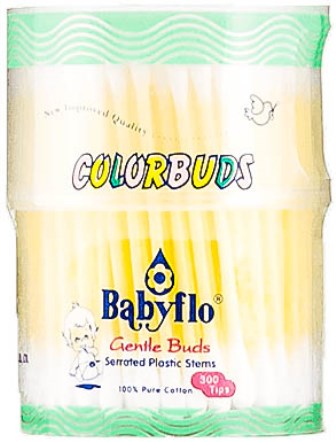 New Improved Quality
COLORBUDS
Babyflo®
Gentle Buds
Serrated Plastic Stems
300
Tips
100% Pure Cotton